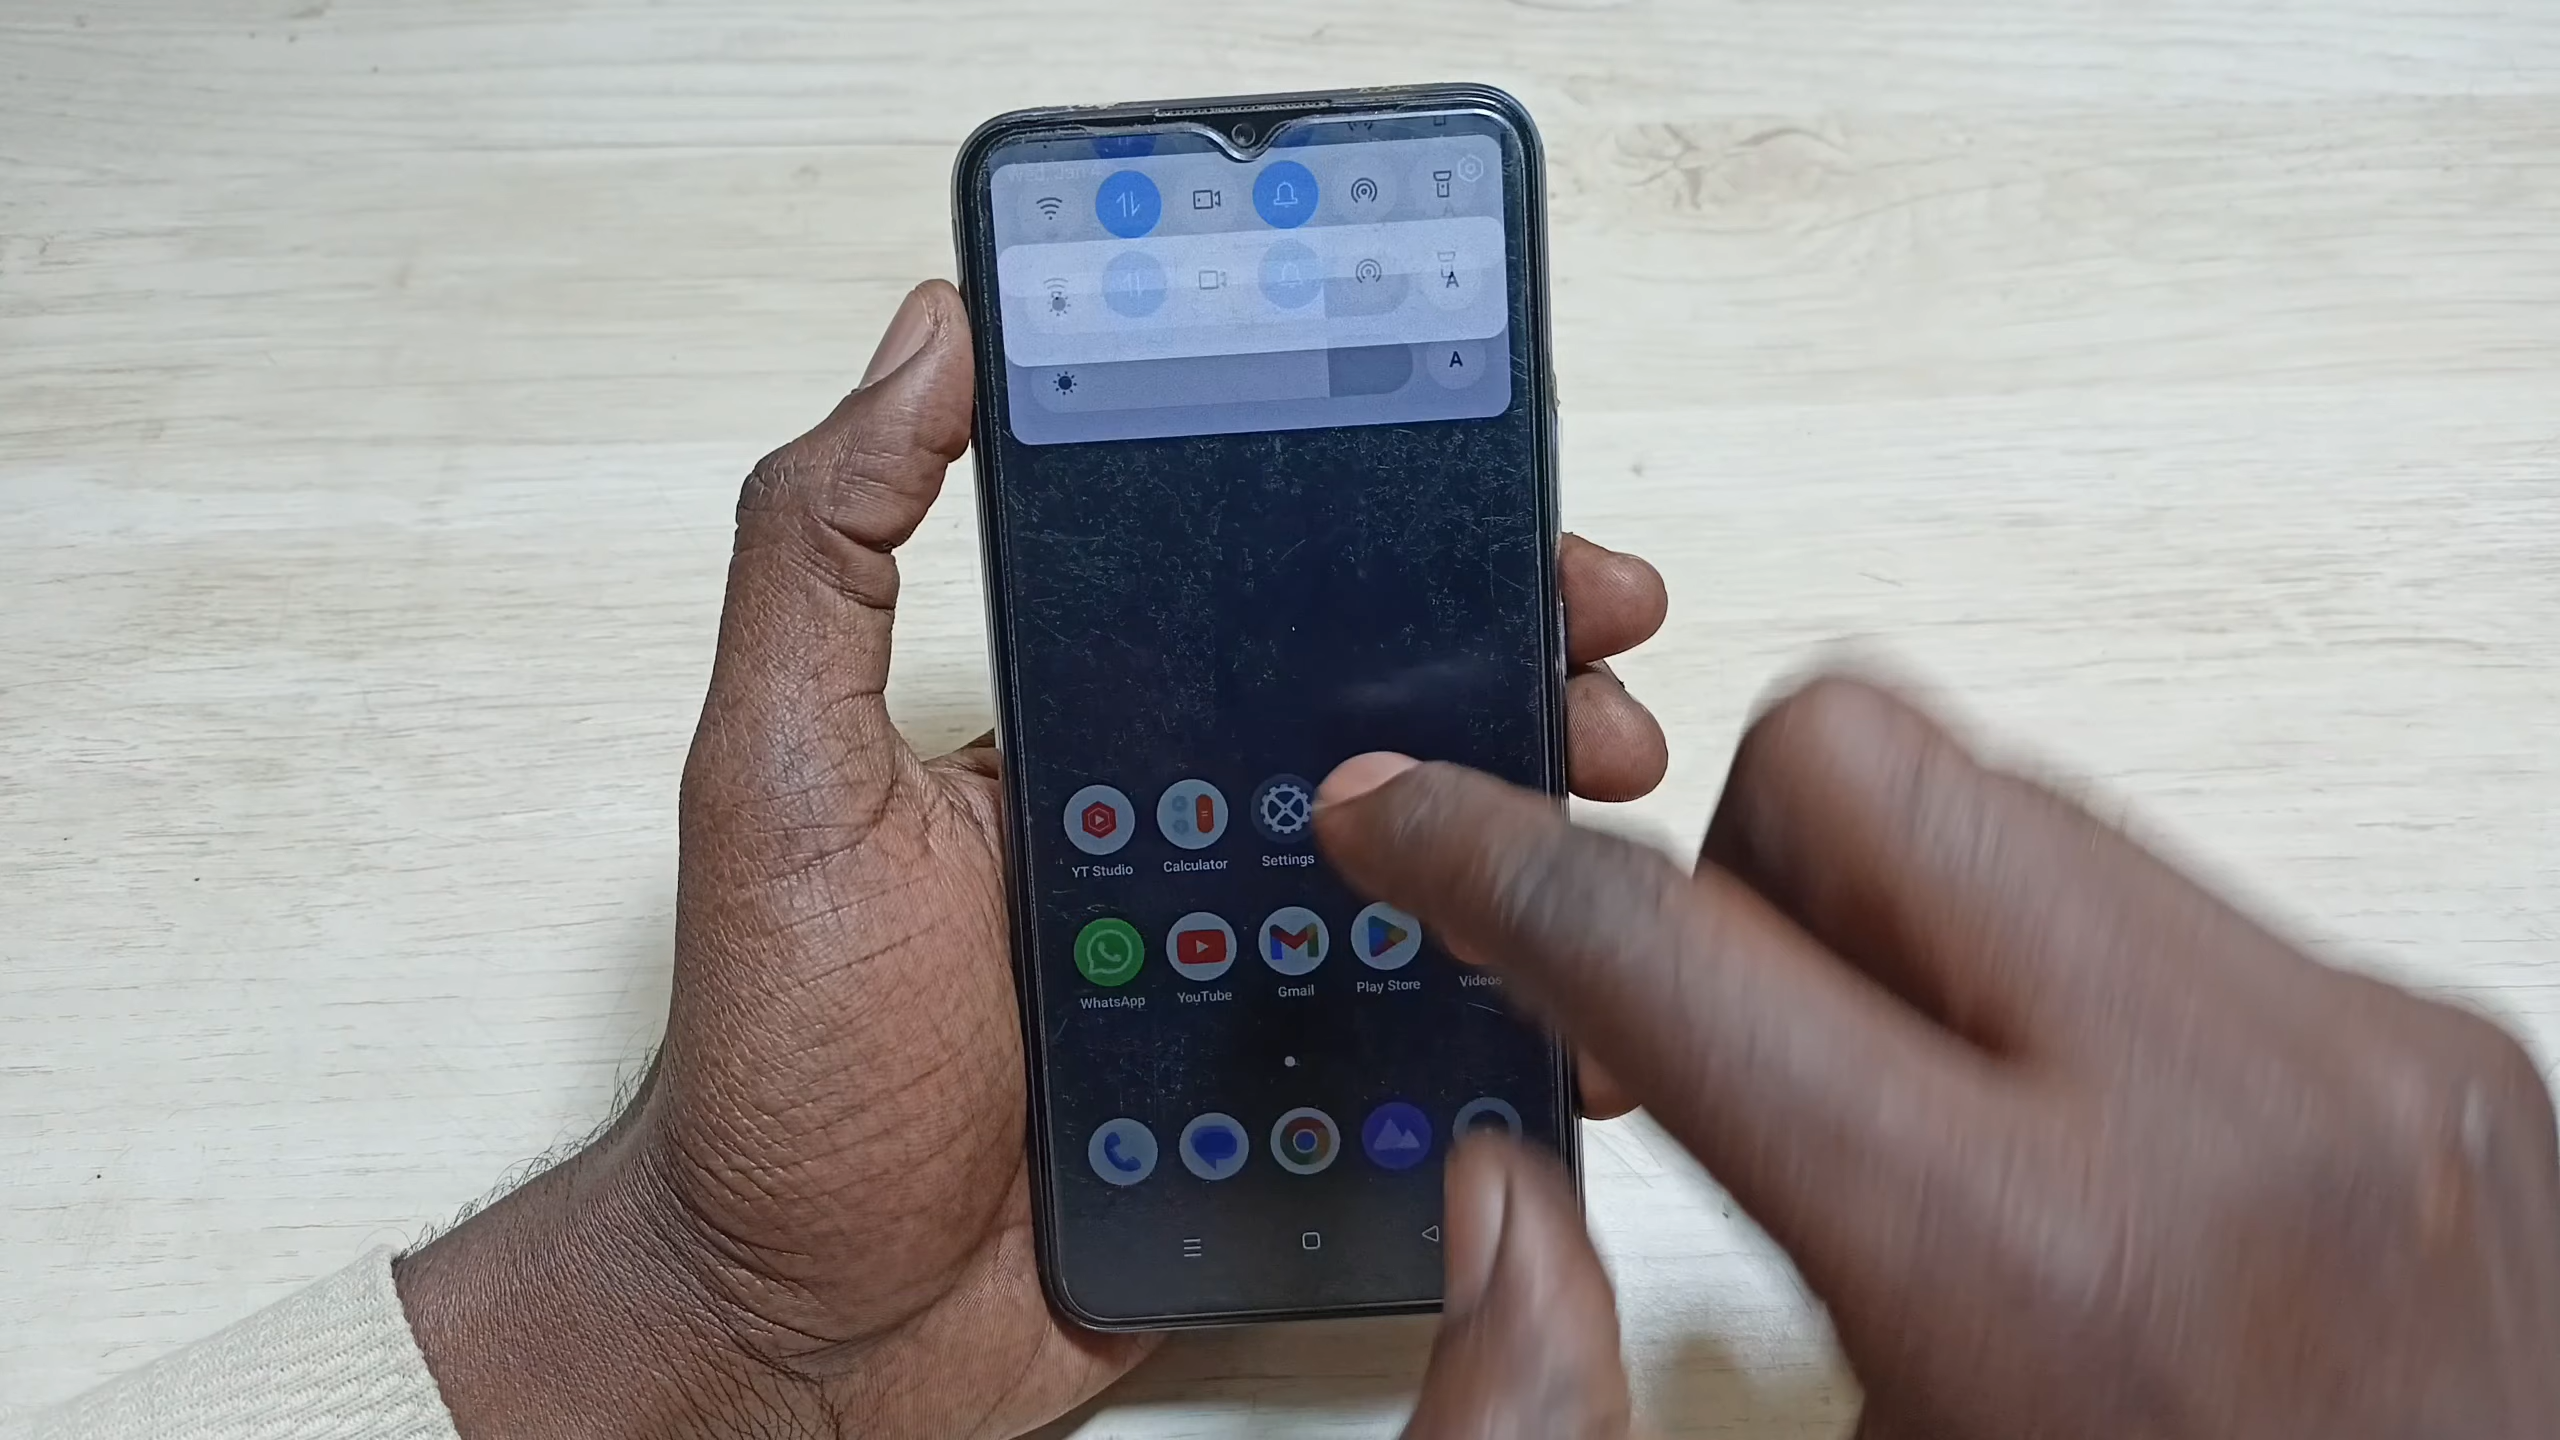 A
A
YT Studio
Calculator
Settings
WhatsApp
YouTube
Gmail
Play Store
Videos